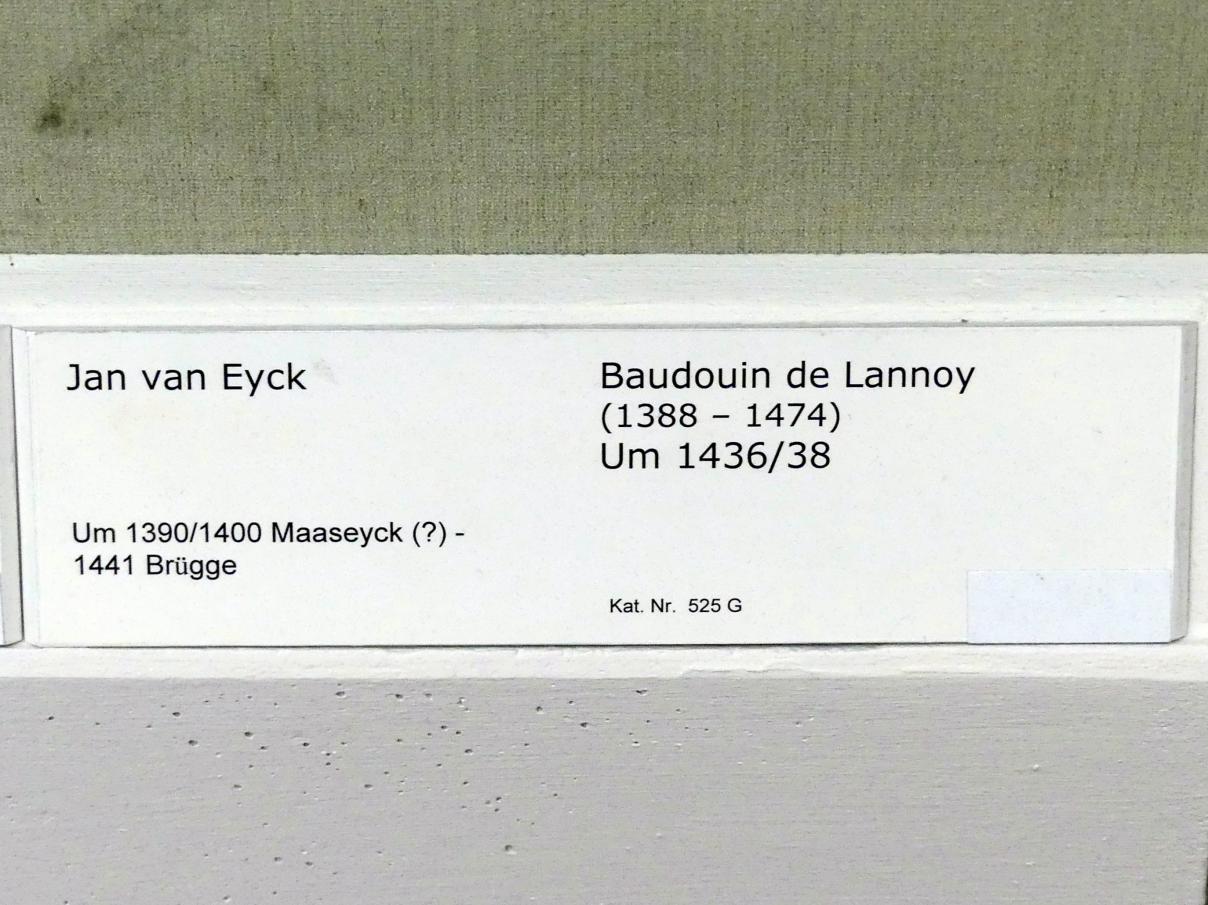 Jan van Eyck
Um 1390/1400 Maaseyck (?) -
1441 Brügge
Baudouin de Lannoy
(1388 – 1474)
Um 1436/38
Kat. Nr. 525 G